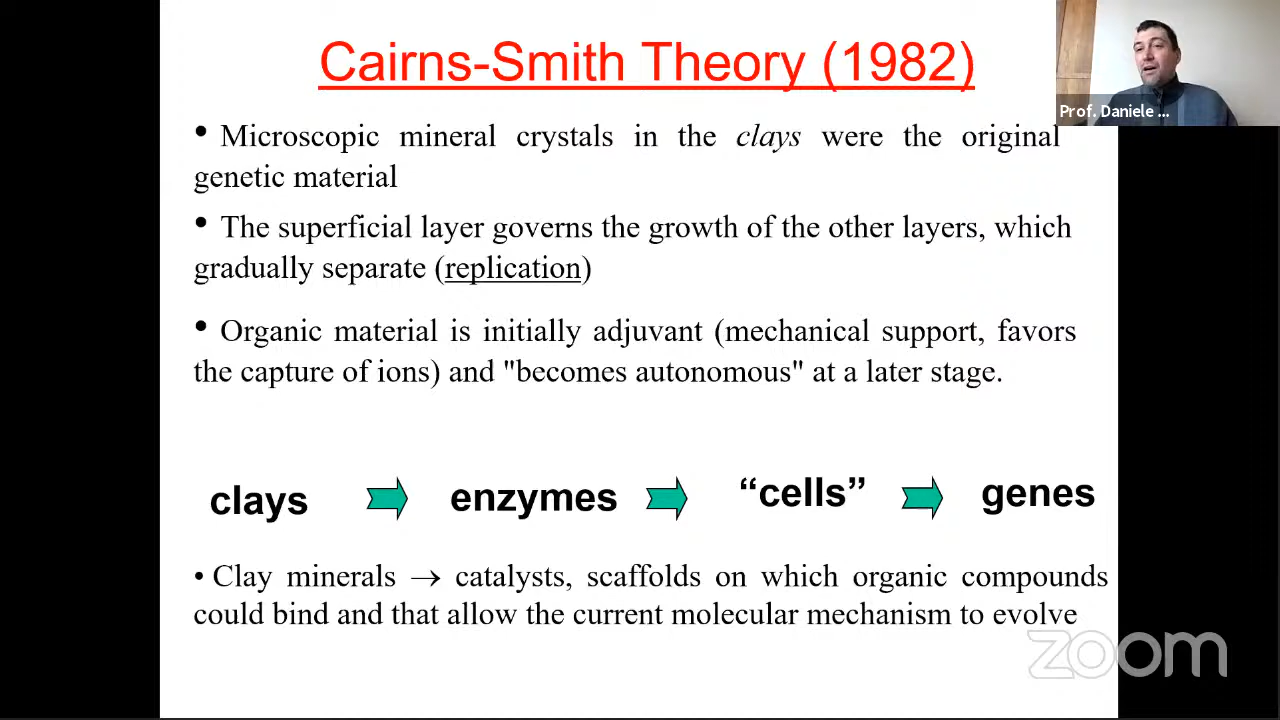 Cairns-Smith Theory (1982)
Prof. Daniele ...
• Microscopic mineral crystals in the clays were the original
genetic material
• The superficial layer governs the growth of the other layers, which
gradually separate (replication)
• Organic material is initially adjuvant (mechanical support, favors
the capture of ions) and "becomes autonomous" at a later stage.
clays enzymes “cells” genes
• Clay minerals → catalysts, scaffolds on which organic compounds
could bind and that allow the current molecular mechanism to evolve
zoom